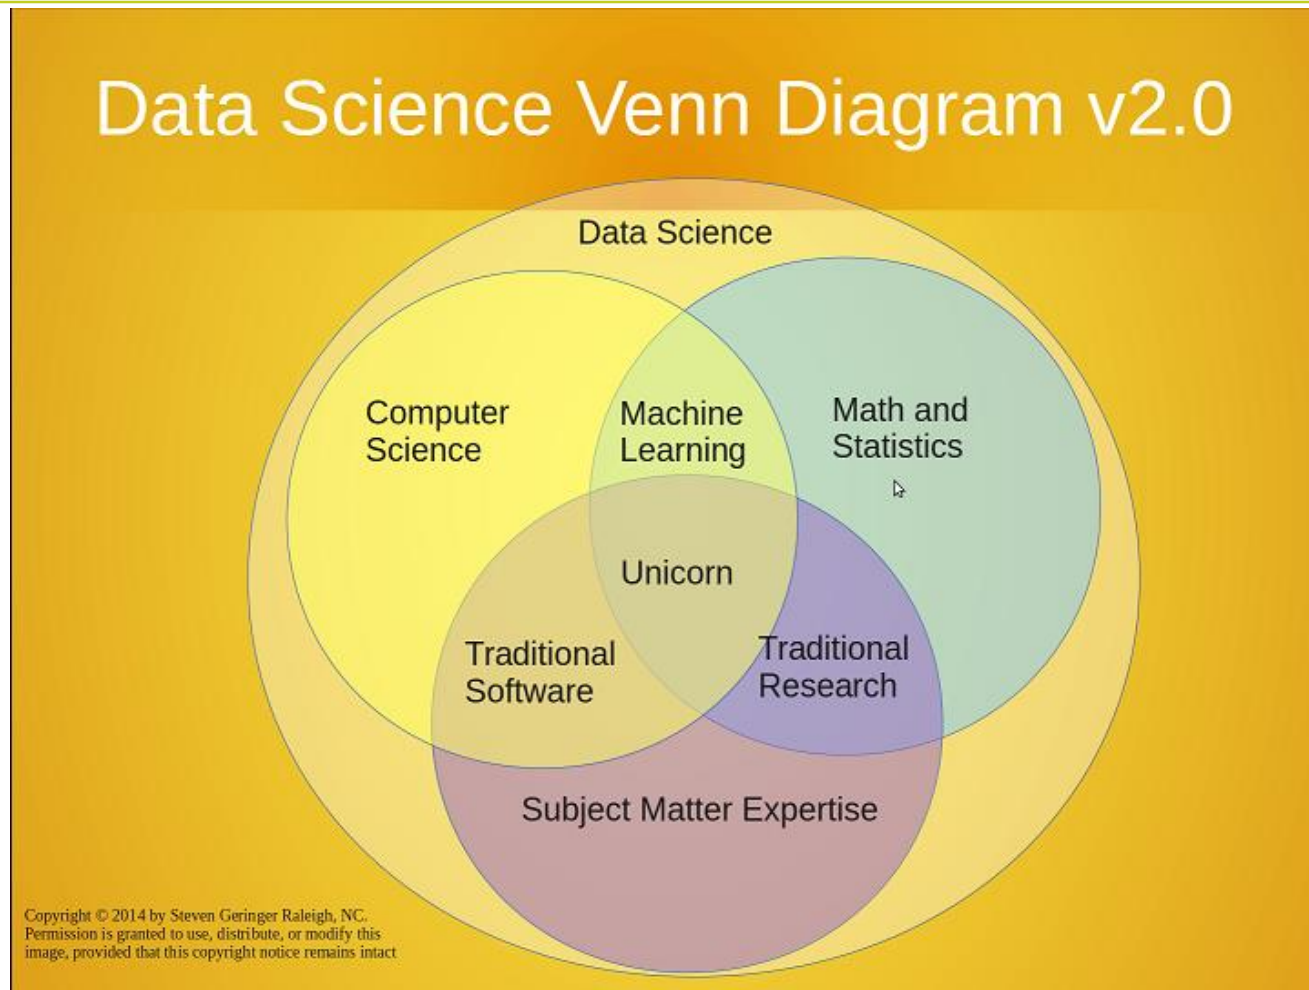 Data Science Venn Diagram v2.0
Data Science
Computer
Science
Machine
Learning
Math and
Statistics
Unicorn
Traditional
Software
Traditional
Research
Subject Matter Expertise
Copyright © 2014 by Steven Geringer Raleigh, NC.
Permission is granted to use, distribute, or modify this
image, provided that this copyright notice remains intact